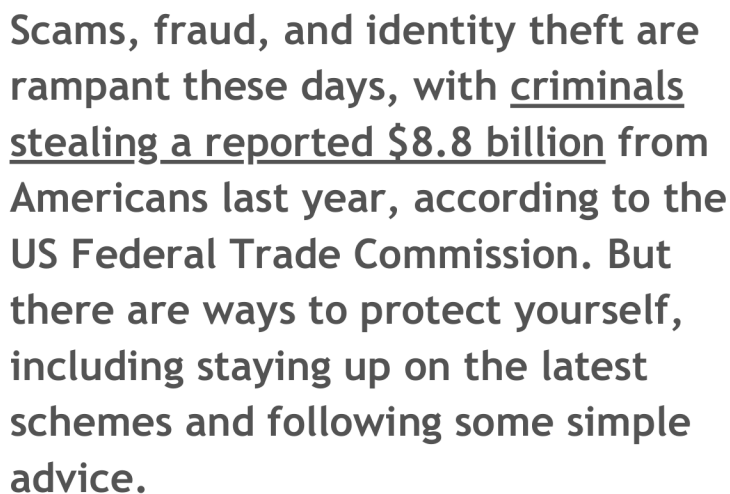 Scams, fraud, and identity theft are
rampant these days, with criminals
stealing a reported $8.8 billion from
Americans last year, according to the
US Federal Trade Commission. But
there are ways to protect yourself,
including staying up on the latest
schemes and following some simple
advice.